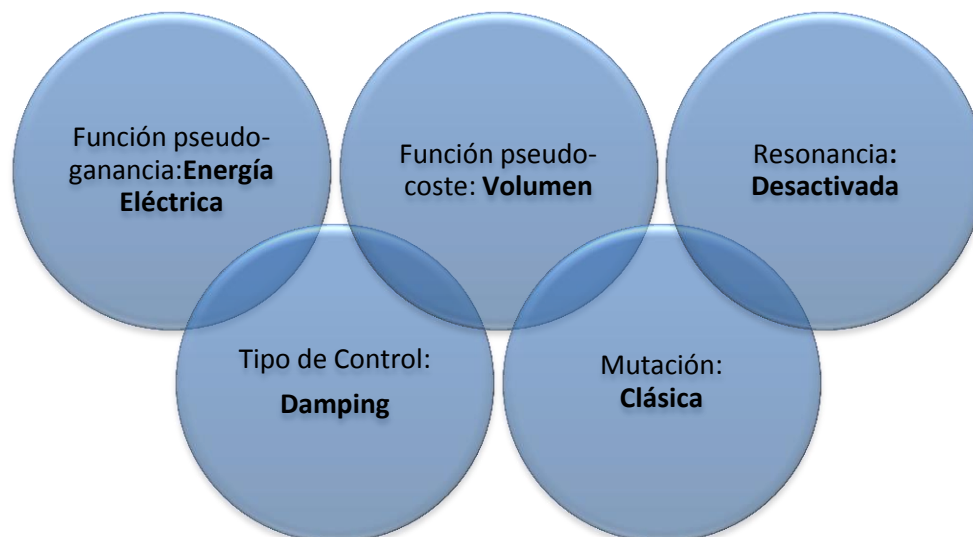 Función pseudo-
ganancia:Energía
Eléctrica
Función pseudo-
coste: Volumen
Resonancia:
Desactivada
Tipo de Control:
Damping
Mutación:
Clásica